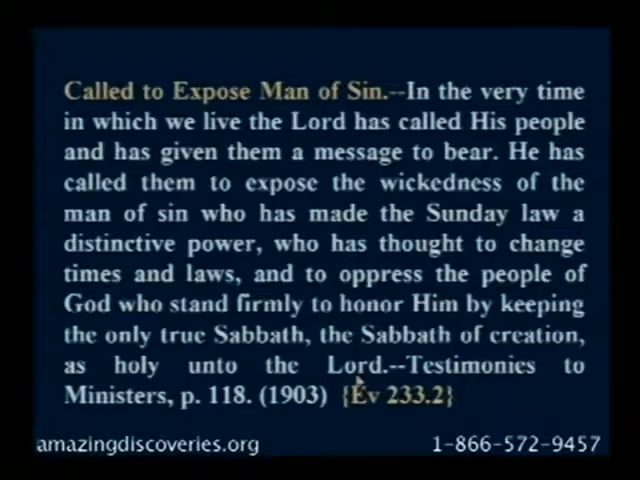 Called to Expose Man of Sin.--In the very time
in which we live the Lord has called His people
and has given them a message to bear. He has
called them to expose the wickedness of the
man of sin who has made the Sunday law a
distinctive power, who has thought to change
times and laws, and to oppress the people of
God who stand firmly to honor Him by keeping
the only true Sabbath, the Sabbath of creation,
as holy unto the Lord.--Testimonies to
Ministers, p. 118. (1903) {Ev 233.2}
amazingdiscoveries.org 1-866-572-9457